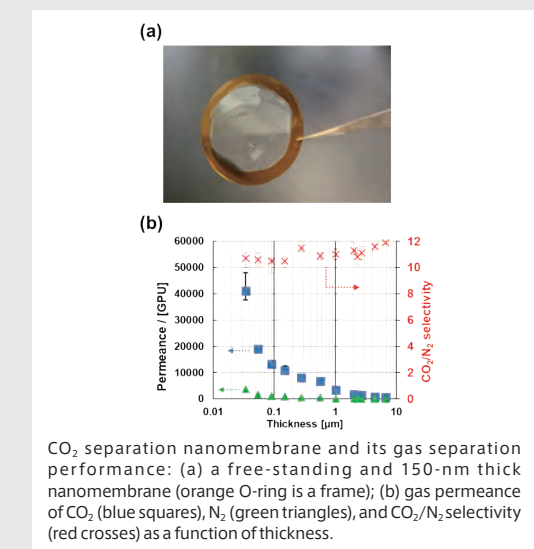 (a)
(b)
60000
50000
40000
30000
20000
10000
0
Permeance / [GPU]
12
10
8
6
4
2
0
CO₂/N₂ selectivity
0.01 0.1 1 10
Thickness [μm]
CO₂ separation nanomembrane and its gas separation
performance: (a) a free-standing and 150-nm thick
nanomembrane (orange O-ring is a frame); (b) gas permeance
of CO₂ (blue squares), N₂ (green triangles), and CO₂/N₂ selectivity
(red crosses) as a function of thickness.